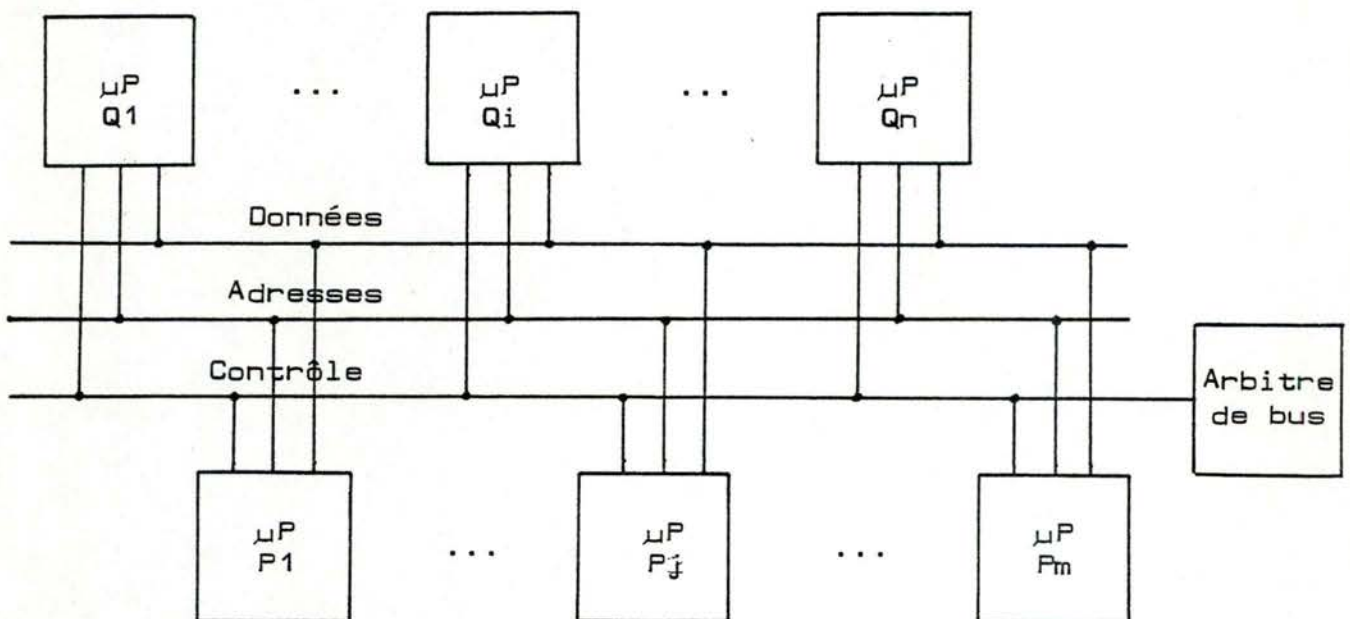 µP
Q1
...
µP
Qi
...
µP
Qn
Données
Adresses
Contrôle
Arbitre
de bus
µP
P1
...
µP
Pj
...
µP
Pm